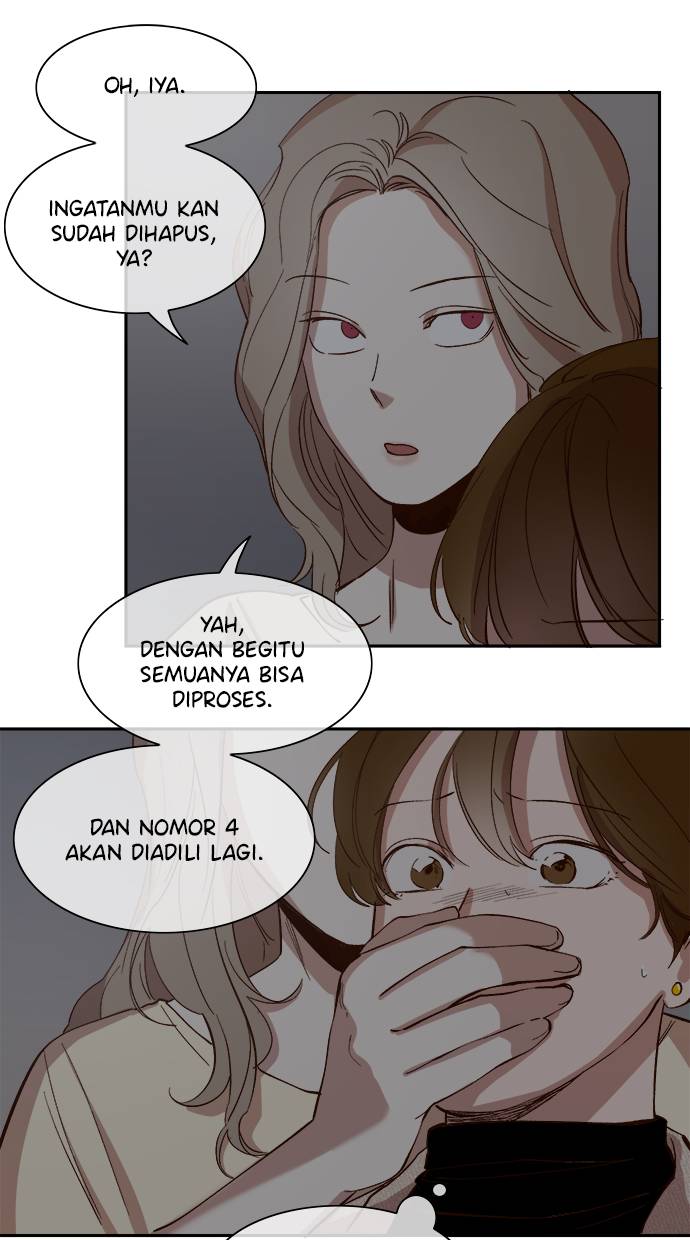 OH, IYA.
INGATANMU KAN
SUDAH DIHAPUS,
YA?
YAH,
DENGAN BEGITU
SEMUANYA BISA
DIPROSES.
DAN NOMOR 4
AKAN DIADILI LAGI.